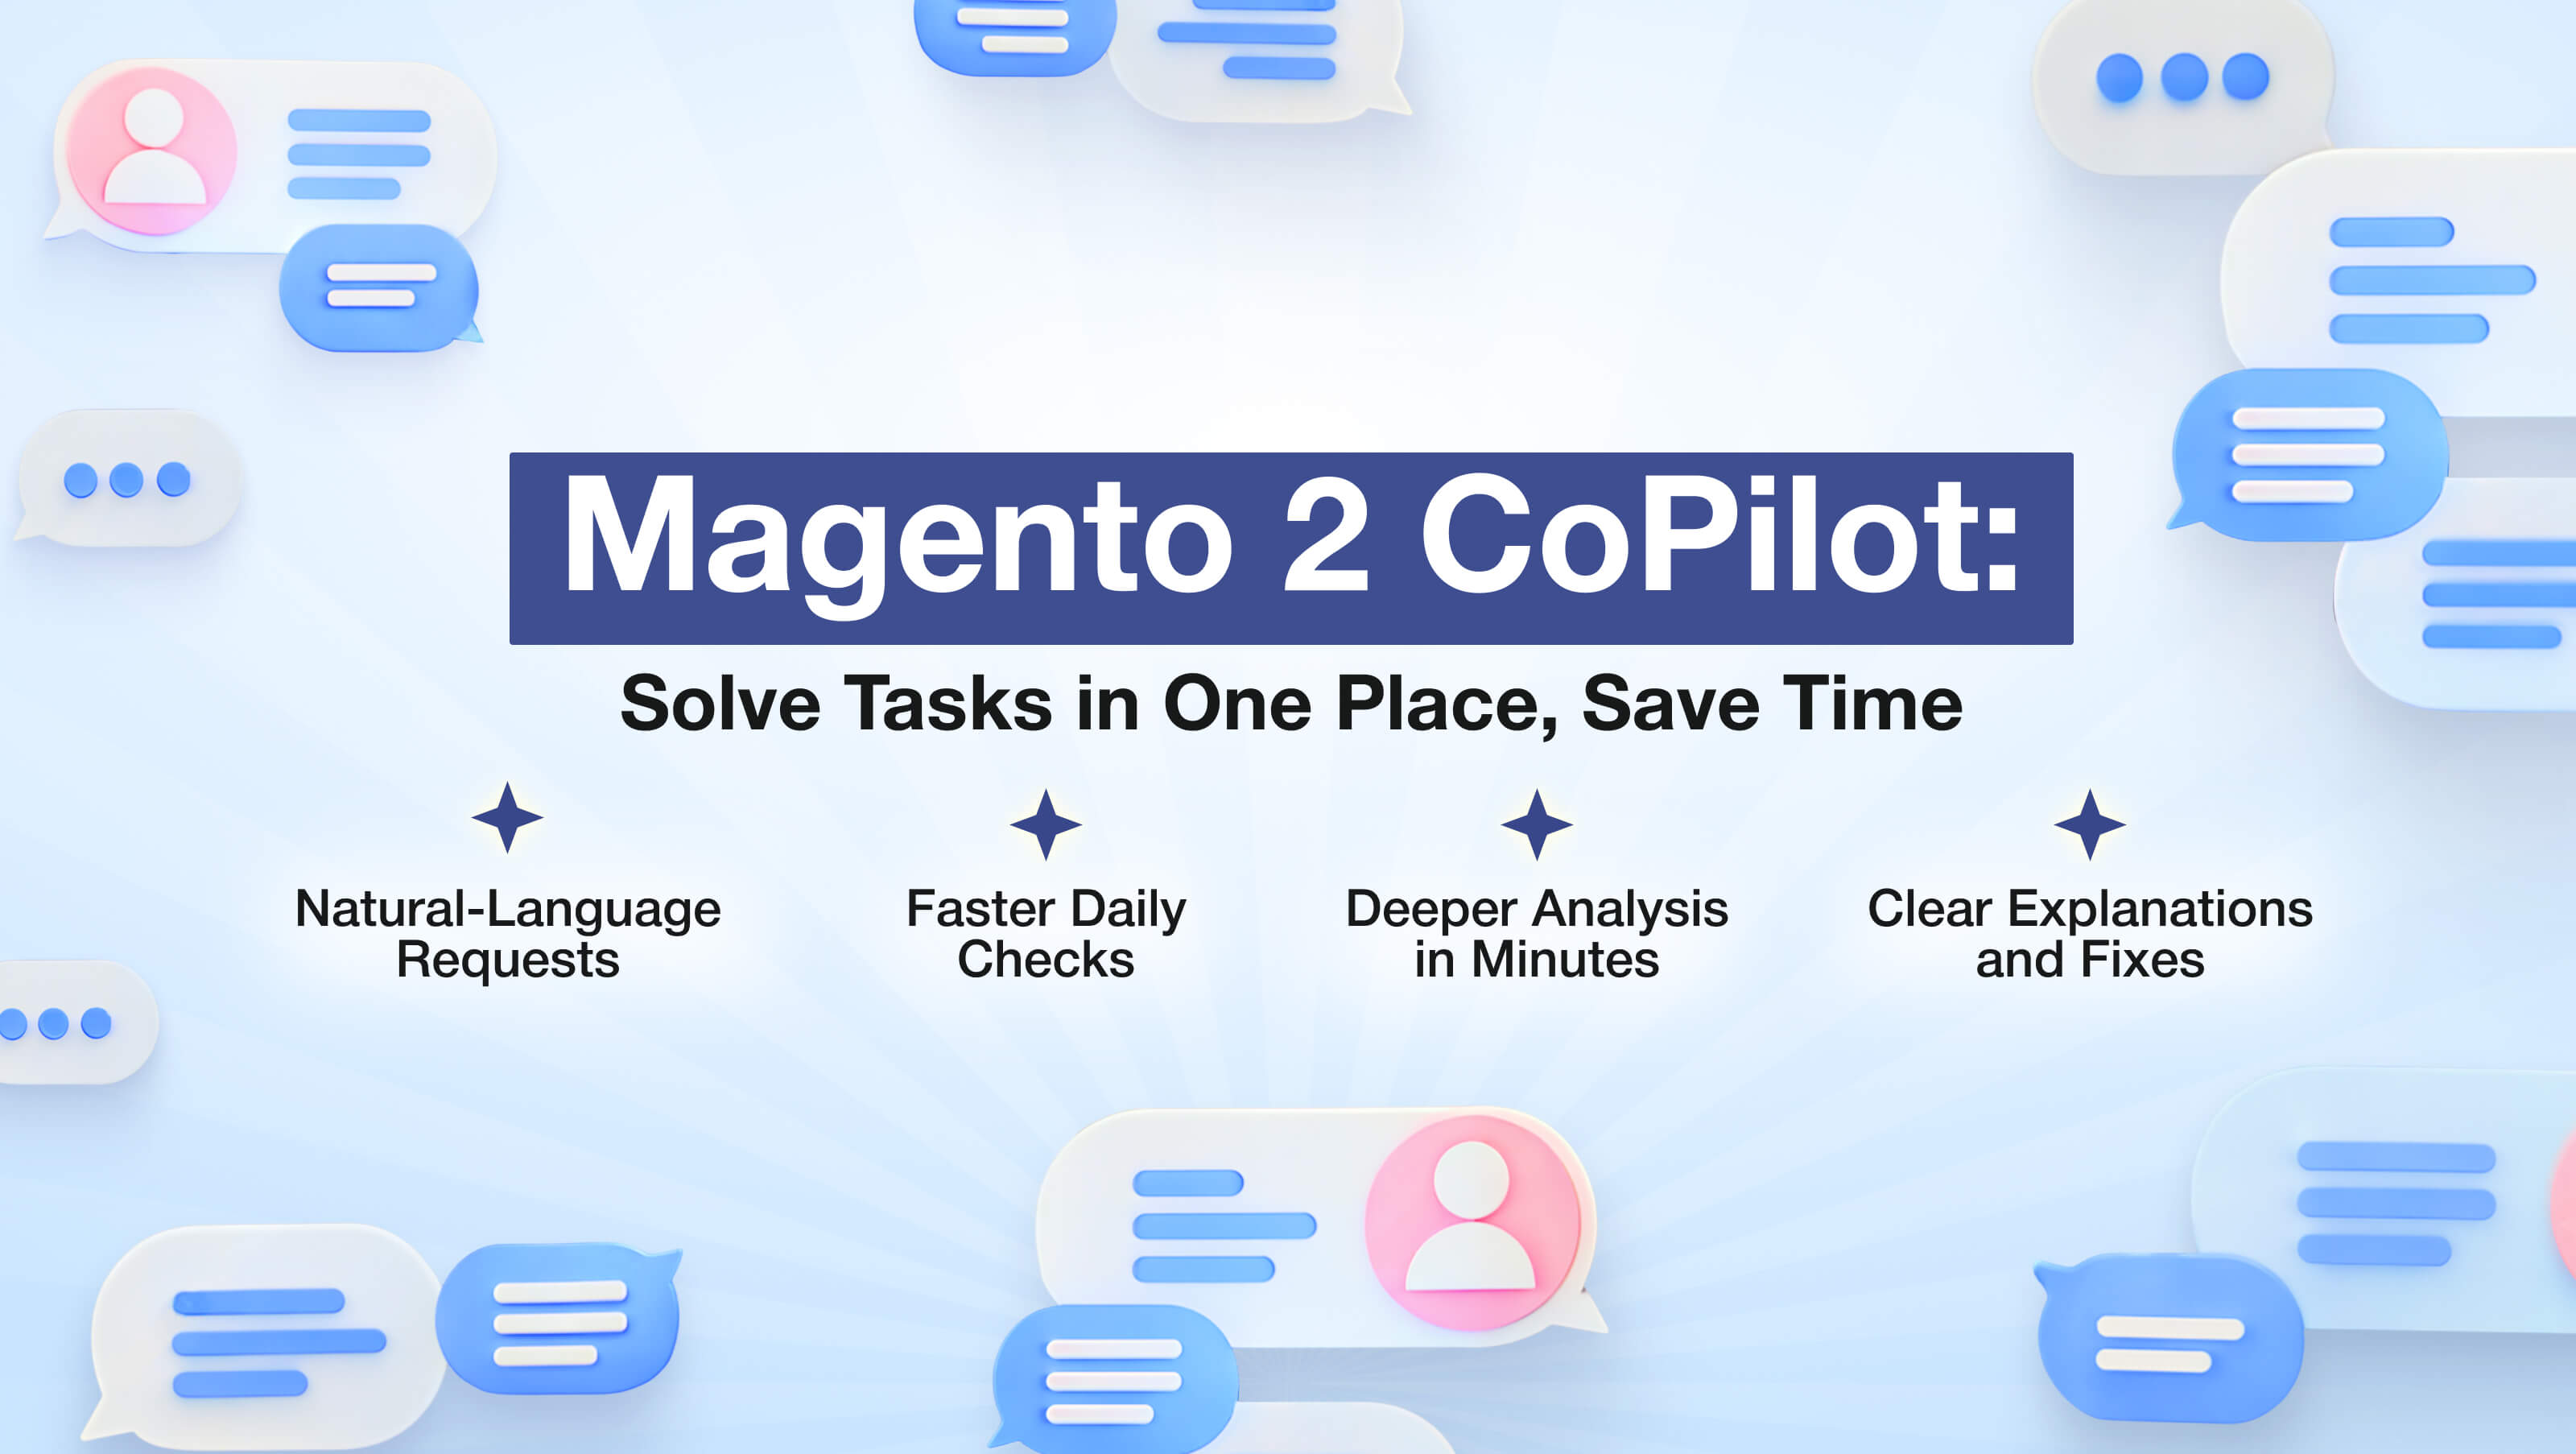 Magento 2 CoPilot:
Solve Tasks in One Place, Save Time
Natural-Language
Requests
Faster Daily
Checks
Deeper Analysis
in Minutes
Clear Explanations
and Fixes